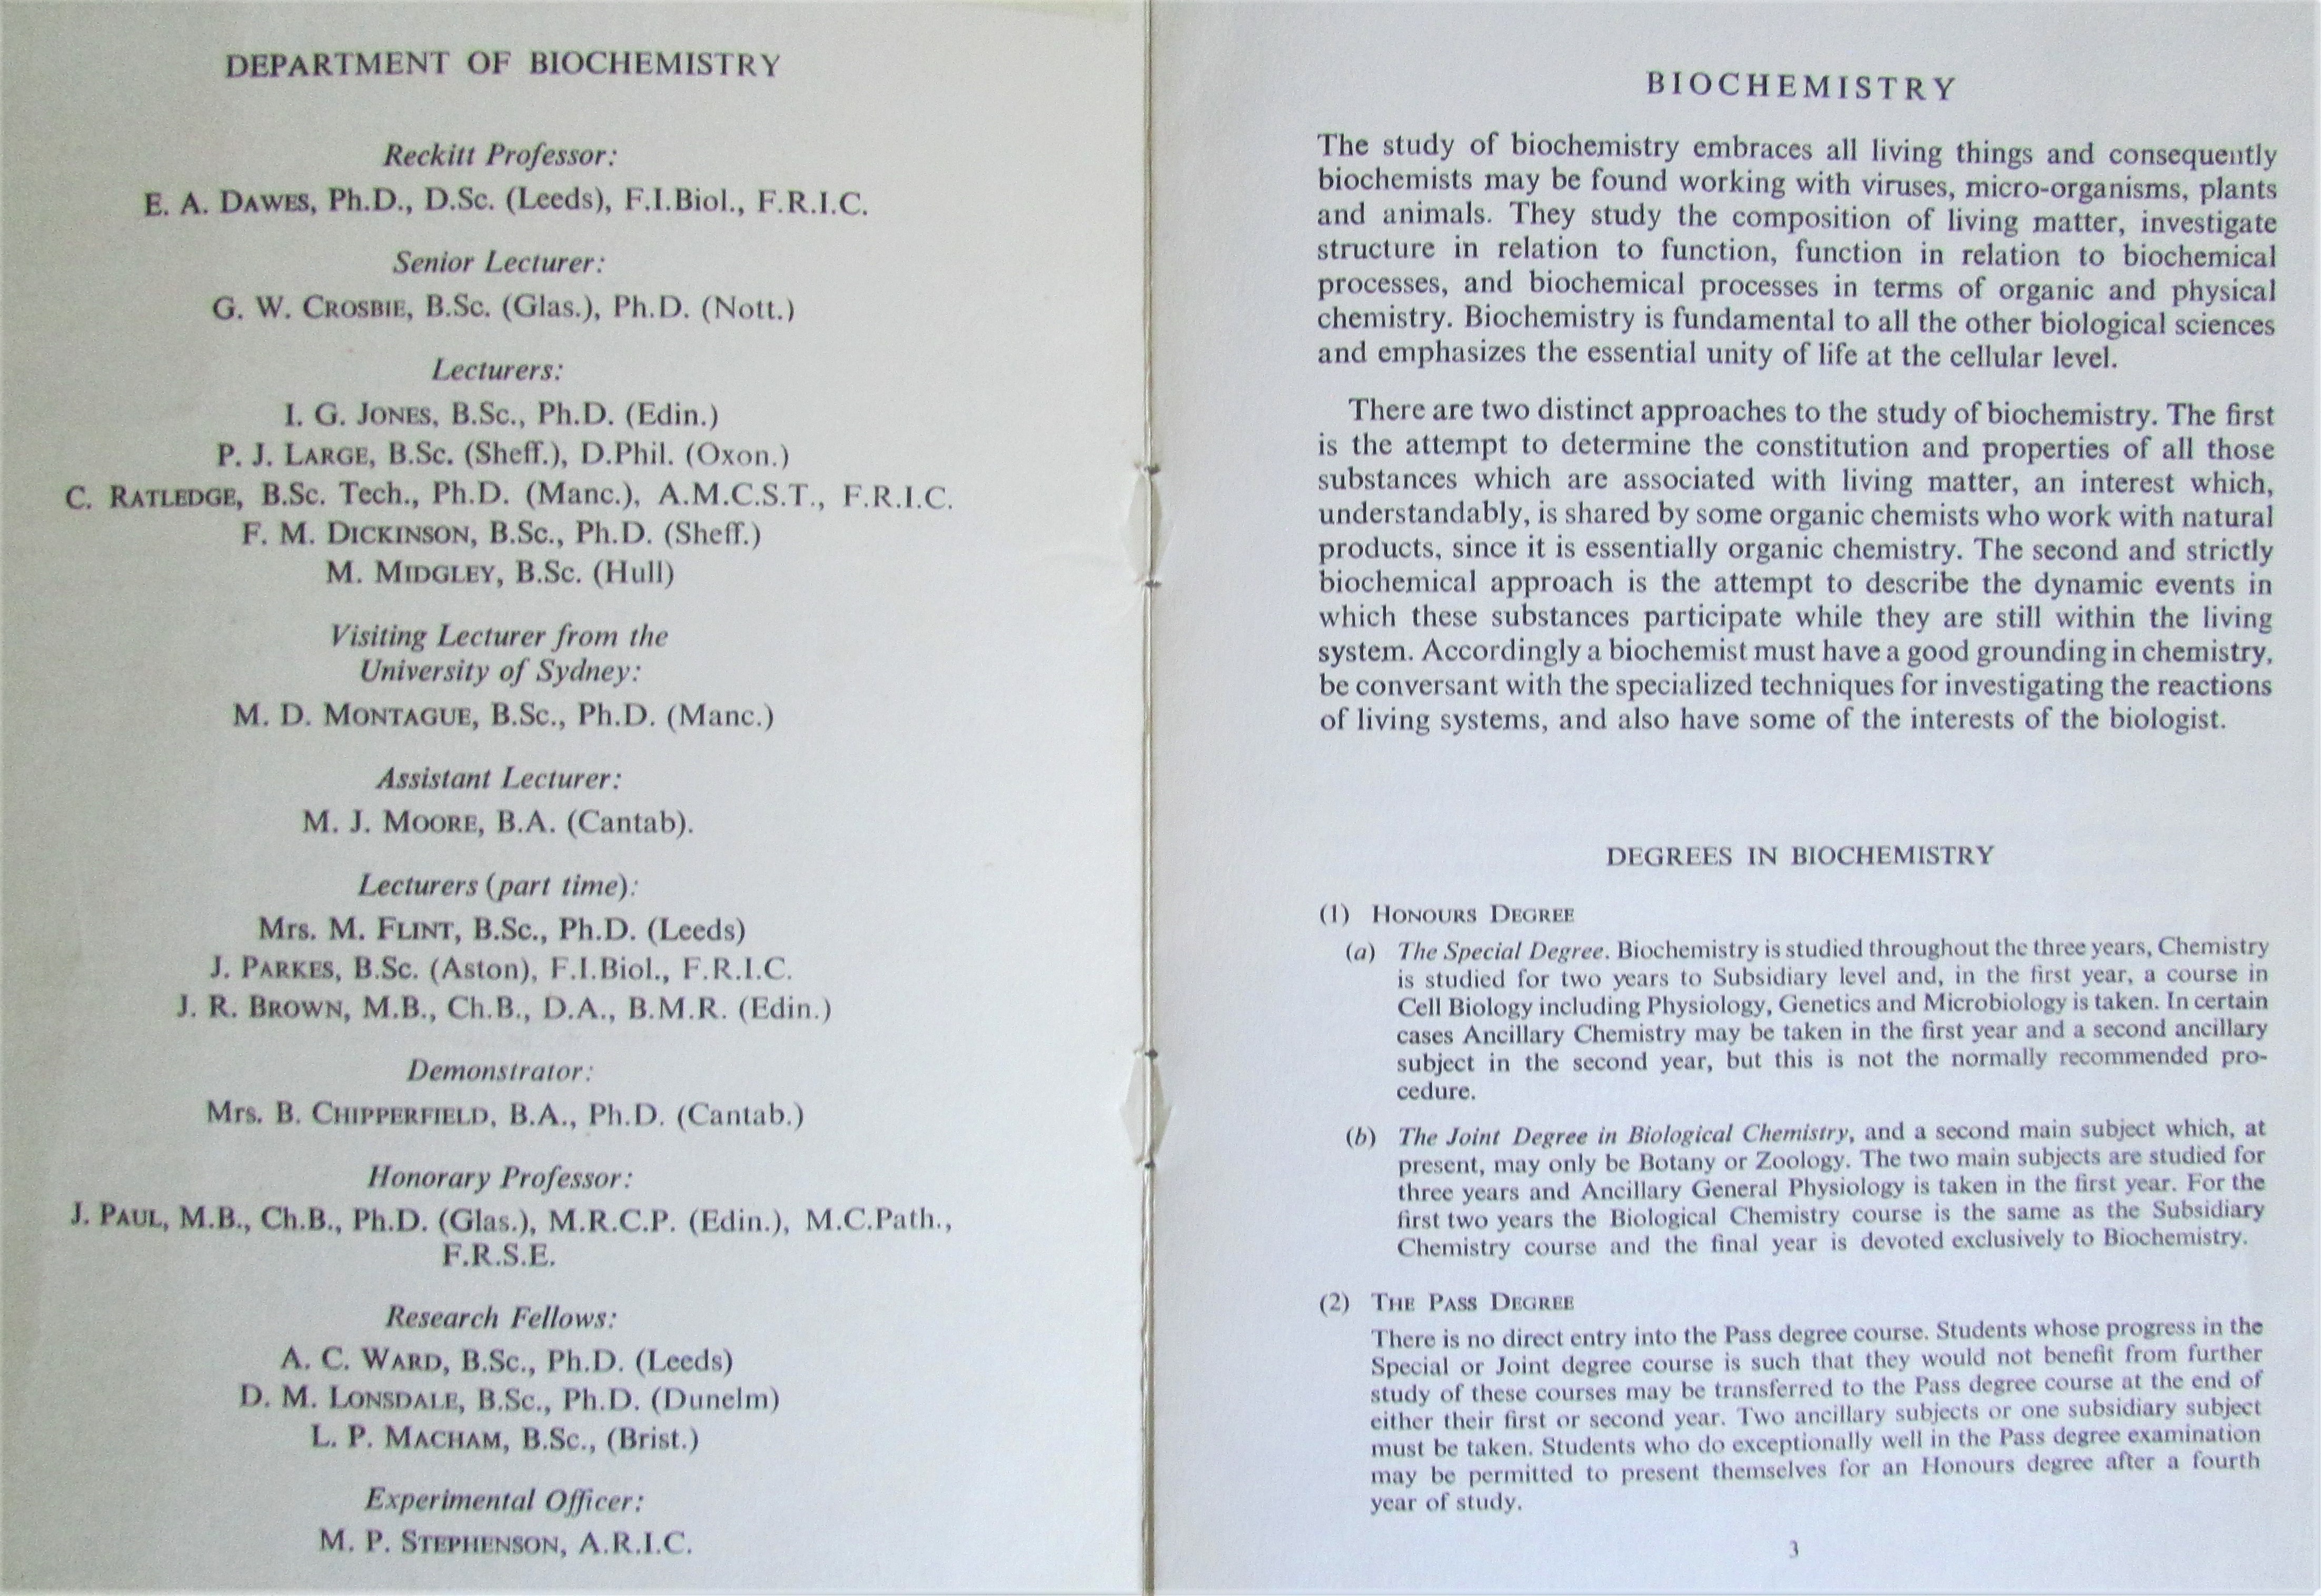 DEPARTMENT OF BIOCHEMISTRY
Reckitt Professor:
E. A. DAWES, Ph.D., D.Sc. (Leeds), F.I.Biol., F.R.I.C.
Senior Lecturer:
G. W. CROSBIE, B.Sc. (Glas.), Ph.D. (Nott.)
Lecturers:
I. G. JONES, B.Sc., Ph.D. (Edin.)
P. J. LARGE, B.Sc. (Sheff.), D.Phil. (Oxon.)
C. RATLEDGE, B.Sc. Tech., Ph.D. (Manc.), A.M.C.S.T., F.R.I.C.
F. M. DICKINSON, B.Sc., Ph.D. (Sheff.)
M. MIDGLEY, B.Sc. (Hull)
Visiting Lecturer from the
University of Sydney:
M. D. MONTAGUE, B.Sc., Ph.D. (Manc.)
Assistant Lecturer:
M. J. MOORE, B.A. (Cantab).
Lecturers (part time):
Mrs. M. FLINT, B.Sc., Ph.D. (Leeds)
J. PARKES, B.Sc. (Aston), F.I.Biol., F.R.I.C.
J. R. BROWN, M.B., Ch.B., D.A., B.M.R. (Edin.)
Demonstrator:
Mrs. B. CHIPPERFIELD, B.A., Ph.D. (Cantab.)
Honorary Professor:
J. PAUL, M.B., Ch.B., Ph.D. (Glas.), M.R.C.P. (Edin.), M.C.Path.,
F.R.S.E.
Research Fellows:
A. C. WARD, B.Sc., Ph.D. (Leeds)
D. M. LONSDALE, B.Sc., Ph.D. (Dunelm)
L. P. MACHAM, B.Sc., (Brist.)
Experimental Officer:
M. P. STEPHENSON, A.R.I.C.
BIOCHEMISTRY
The study of biochemistry embraces all living things and consequently
biochemists may be found working with viruses, micro-organisms, plants
and animals. They study the composition of living matter, investigate
structure in relation to function, function in relation to biochemical
processes, and biochemical processes in terms of organic and physical
chemistry. Biochemistry is fundamental to all the other biological sciences
and emphasizes the essential unity of life at the cellular level.
There are two distinct approaches to the study of biochemistry. The first
is the attempt to determine the constitution and properties of all those
substances which are associated with living matter, an interest which,
understandably, is shared by some organic chemists who work with natural
products, since it is essentially organic chemistry. The second and strictly
biochemical approach is the attempt to describe the dynamic events in
which these substances participate while they are still within the living
system. Accordingly a biochemist must have a good grounding in chemistry,
be conversant with the specialized techniques for investigating the reactions
of living systems, and also have some of the interests of the biologist.
DEGREES IN BIOCHEMISTRY
(1) HONOURS DEGREE
(a) The Special Degree. Biochemistry is studied throughout the three years, Chemistry
is studied for two years to Subsidiary level and, in the first year, a course in
Cell Biology including Physiology, Genetics and Microbiology is taken. In certain
cases Ancillary Chemistry may be taken in the first year and a second ancillary
subject in the second year, but this is not the normally recommended pro-
cedure.
(b) The Joint Degree in Biological Chemistry, and a second main subject which, at
present, may only be Botany or Zoology. The two main subjects are studied for
three years and Ancillary General Physiology is taken in the first year. For the
first two years the Biological Chemistry course is the same as the Subsidiary
Chemistry course and the final year is devoted exclusively to Biochemistry.
(2) THE PASS DEGREE
There is no direct entry into the Pass degree course. Students whose progress in the
Special or Joint degree course is such that they would not benefit from further
study of these courses may be transferred to the Pass degree course at the end of
either their first or second year. Two ancillary subjects or one subsidiary subject
must be taken. Students who do exceptionally well in the Pass degree examination
may be permitted to present themselves for an Honours degree after a fourth
year of study.
3